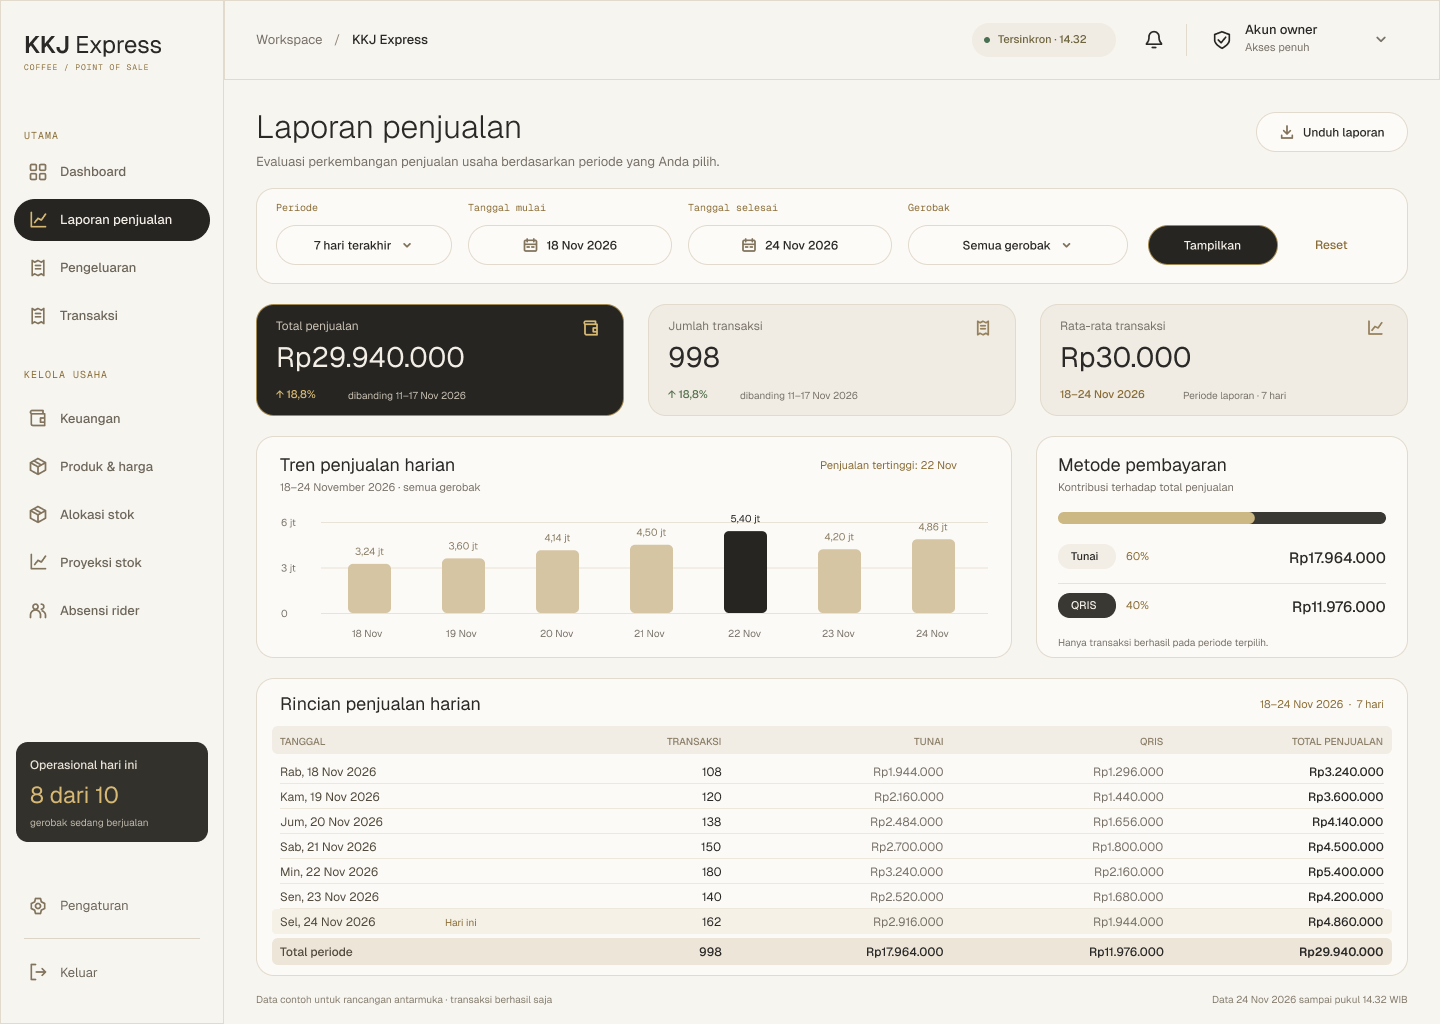 KKJ Express
COFFEE / POINT OF SALE
UTAMA
Dashboard
Laporan penjualan
Pengeluaran
Transaksi
KELOLA USAHA
Keuangan
Produk & harga
Alokasi stok
Proyeksi stok
Absensi rider
Operasional hari ini
8 dari 10
gerobak sedang berjualan
Pengaturan
Keluar
Workspace / KKJ Express
Tersinkron · 14.32
Akun owner
Akses penuh
Laporan penjualan
Evaluasi perkembangan penjualan usaha berdasarkan periode yang Anda pilih.
Unduh laporan
Periode Tanggal mulai Tanggal selesai Gerobak
7 hari terakhir 18 Nov 2026 24 Nov 2026 Semua gerobak Tampilkan Reset
Total penjualan
Rp29.940.000
↑ 18,8% dibanding 11–17 Nov 2026
Jumlah transaksi
998
↑ 18,8% dibanding 11–17 Nov 2026
Rata-rata transaksi
Rp30.000
18–24 Nov 2026 Periode laporan · 7 hari
Tren penjualan harian
Penjualan tertinggi: 22 Nov
18–24 November 2026 · semua gerobak
6 jt
3 jt
0
3,24 jt 3,60 jt 4,14 jt 4,50 jt 5,40 jt 4,20 jt 4,86 jt
18 Nov 19 Nov 20 Nov 21 Nov 22 Nov 23 Nov 24 Nov
Metode pembayaran
Kontribusi terhadap total penjualan
Tunai 60% Rp17.964.000
QRIS 40% Rp11.976.000
Hanya transaksi berhasil pada periode terpilih.
Rincian penjualan harian
18–24 Nov 2026 · 7 hari
TANGGAL TRANSAKSI TUNAI QRIS TOTAL PENJUALAN
Rab, 18 Nov 2026 108 Rp1.944.000 Rp1.296.000 Rp3.240.000
Kam, 19 Nov 2026 120 Rp2.160.000 Rp1.440.000 Rp3.600.000
Jum, 20 Nov 2026 138 Rp2.484.000 Rp1.656.000 Rp4.140.000
Sab, 21 Nov 2026 150 Rp2.700.000 Rp1.800.000 Rp4.500.000
Min, 22 Nov 2026 180 Rp3.240.000 Rp2.160.000 Rp5.400.000
Sen, 23 Nov 2026 140 Rp2.520.000 Rp1.680.000 Rp4.200.000
Sel, 24 Nov 2026 Hari ini 162 Rp2.916.000 Rp1.944.000 Rp4.860.000
Total periode 998 Rp17.964.000 Rp11.976.000 Rp29.940.000
Data contoh untuk rancangan antarmuka · transaksi berhasil saja
Data 24 Nov 2026 sampai pukul 14.32 WIB